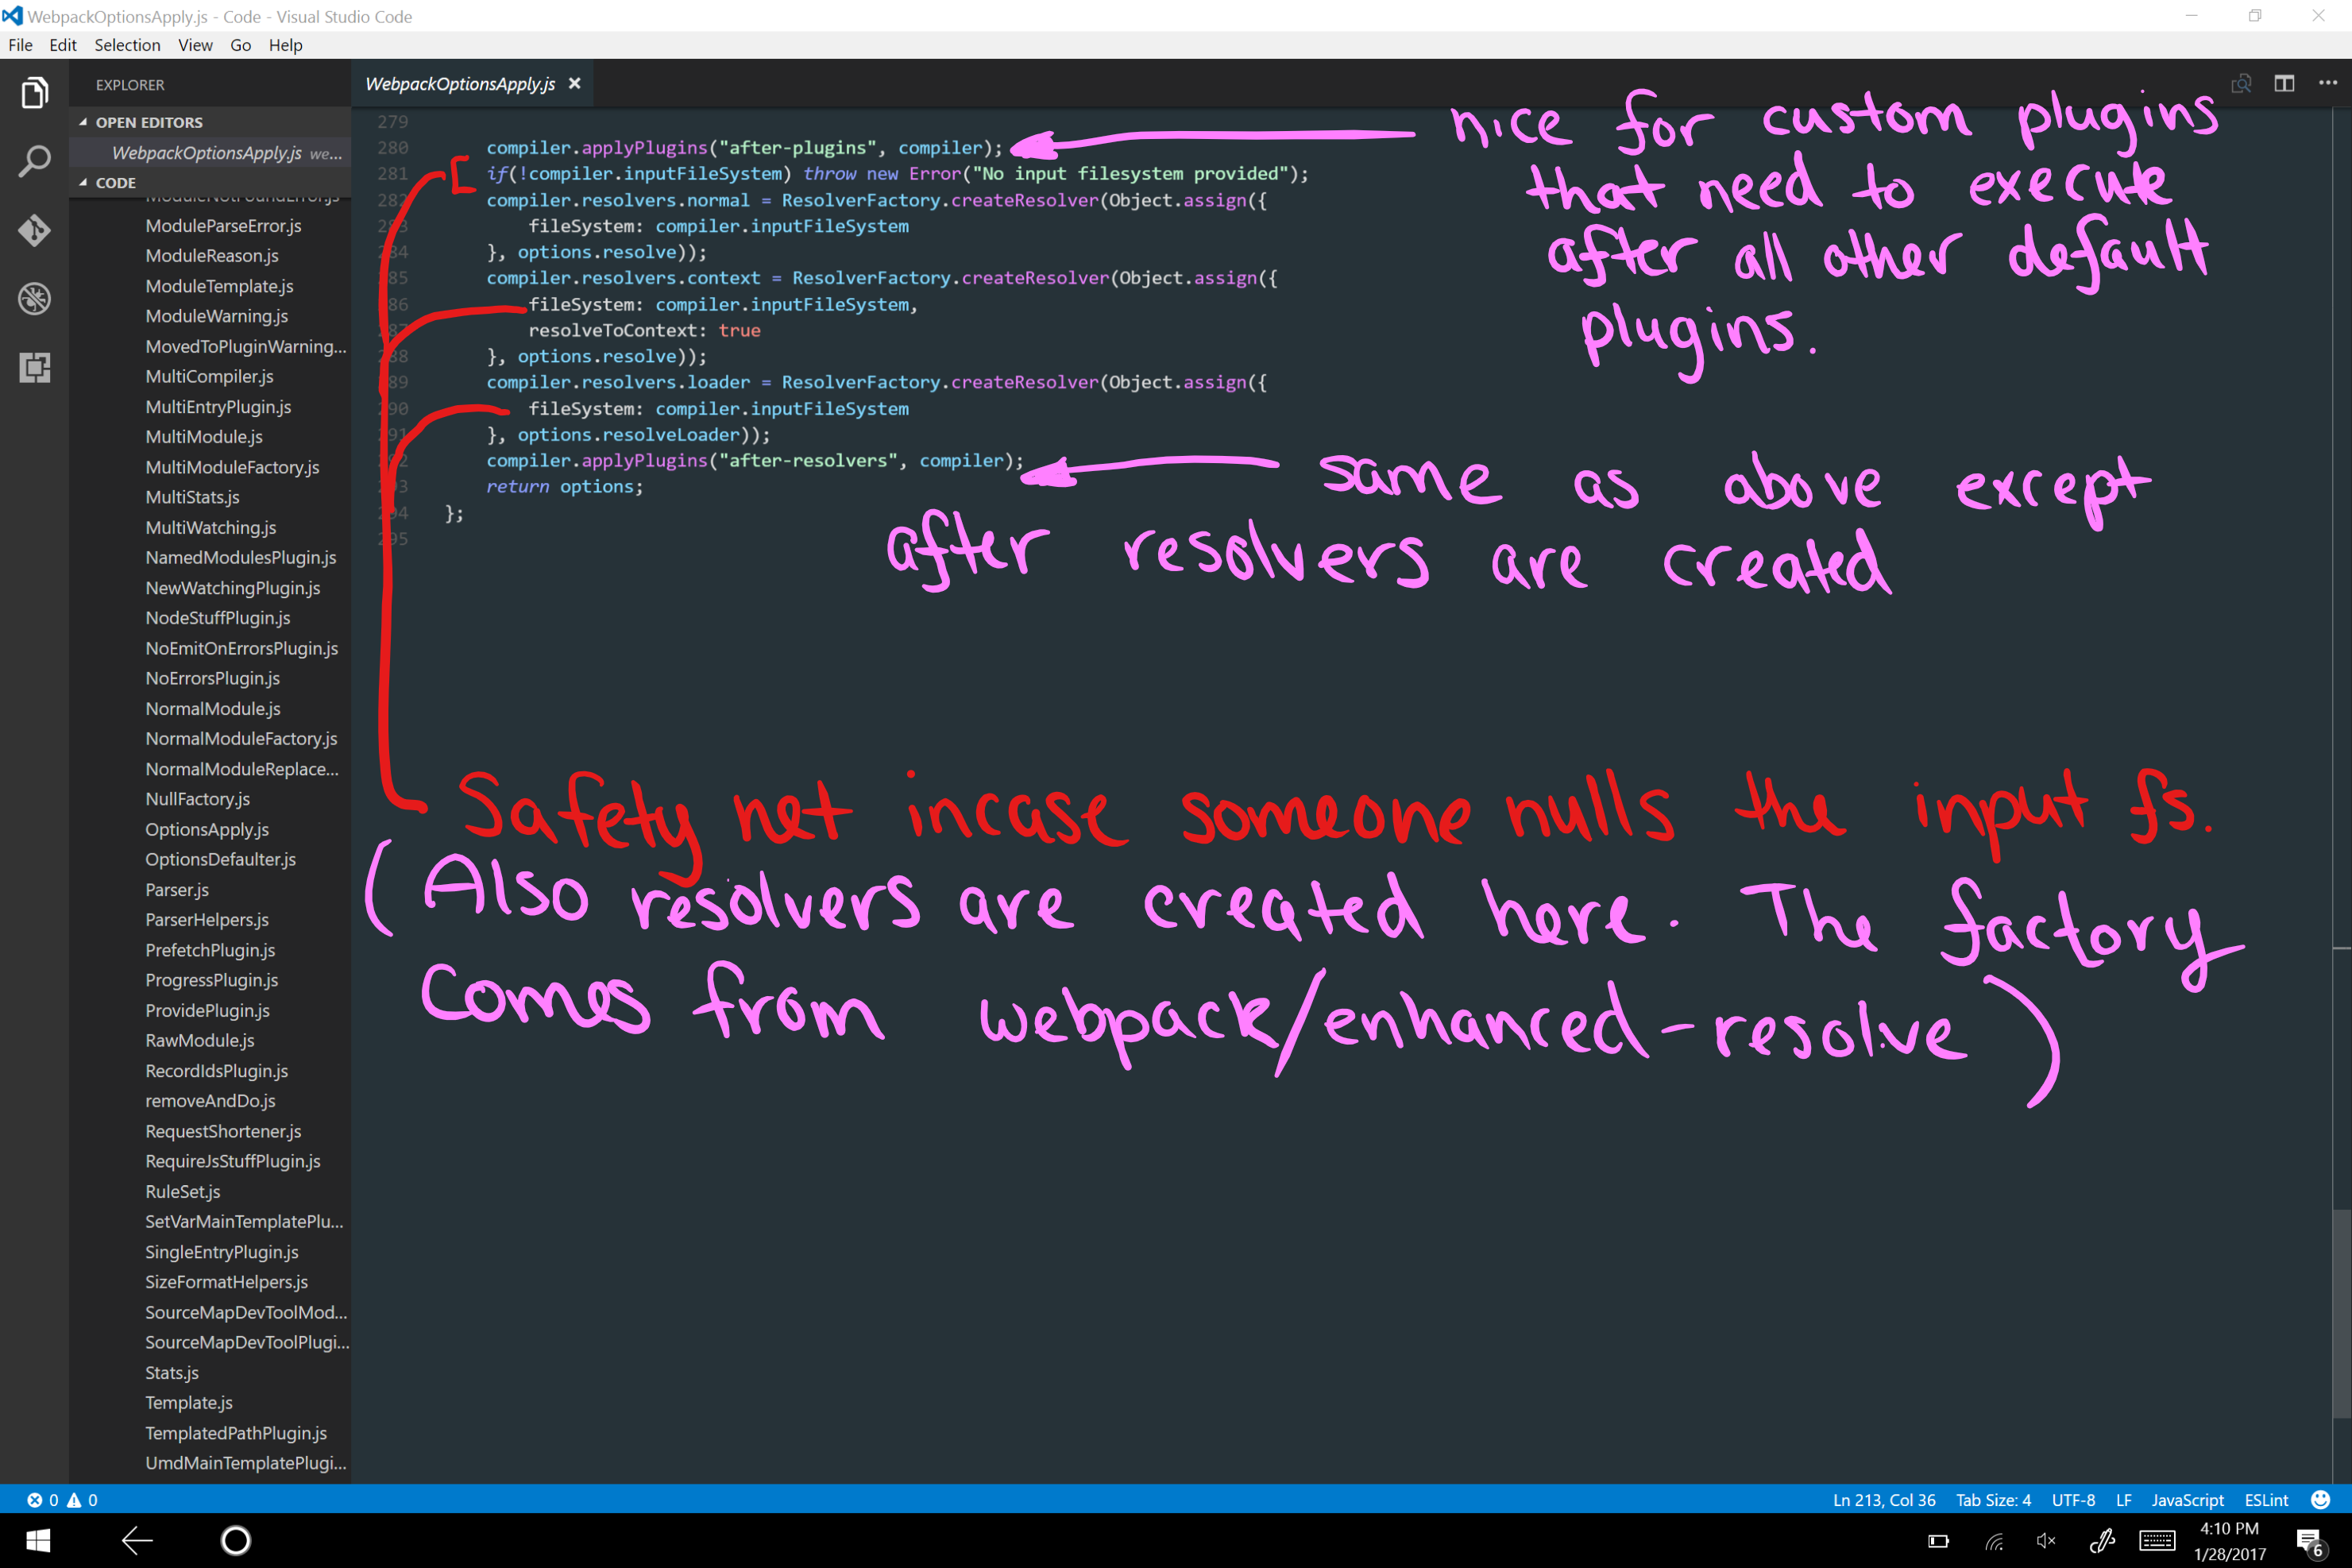 WebpackOptionsApply.js - Code - Visual Studio Code
File Edit Selection View Go Help
EXPLORER
OPEN EDITORS
WebpackOptionsApply.js we...
CODE
ModuleNotFoundError.js
ModuleParseError.js
ModuleReason.js
ModuleTemplate.js
ModuleWarning.js
MovedToPluginWarning...
MultiCompiler.js
MultiEntryPlugin.js
MultiModule.js
MultiModuleFactory.js
MultiStats.js
MultiWatching.js
NamedModulesPlugin.js
NewWatchingPlugin.js
NodeStuffPlugin.js
NoEmitOnErrorsPlugin.js
NoErrorsPlugin.js
NormalModule.js
NormalModuleFactory.js
NormalModuleReplace...
NullFactory.js
OptionsApply.js
OptionsDefaulter.js
Parser.js
ParserHelpers.js
PrefetchPlugin.js
ProgressPlugin.js
ProvidePlugin.js
RawModule.js
RecordIdsPlugin.js
removeAndDo.js
RequestShortener.js
RequireJsStuffPlugin.js
RuleSet.js
SetVarMainTemplatePlu...
SingleEntryPlugin.js
SizeFormatHelpers.js
SourceMapDevToolMod...
SourceMapDevToolPlugi...
Stats.js
Template.js
TemplatedPathPlugin.js
UmdMainTemplatePlugi...
WebpackOptionsApply.js
279
280 compiler.applyPlugins("after-plugins", compiler);
281 if(!compiler.inputFileSystem) throw new Error("No input filesystem provided");
282 compiler.resolvers.normal = ResolverFactory.createResolver(Object.assign({
283 fileSystem: compiler.inputFileSystem
284 }, options.resolve));
285 compiler.resolvers.context = ResolverFactory.createResolver(Object.assign({
286 fileSystem: compiler.inputFileSystem,
287 resolveToContext: true
288 }, options.resolve));
289 compiler.resolvers.loader = ResolverFactory.createResolver(Object.assign({
290 fileSystem: compiler.inputFileSystem
291 }, options.resolveLoader));
292 compiler.applyPlugins("after-resolvers", compiler);
293 return options;
294 };
295
nice for custom plugins
that need to execute
after all other default
plugins.
same as above except
after resolvers are created
Safety net incase someone nulls the input fs.
(Also resolvers are created here. The factory
Comes from webpack/enhanced-resolve)
0 0
Ln 213, Col 36 Tab Size: 4 UTF-8 LF JavaScript ESLint
4:10 PM
1/28/2017
6